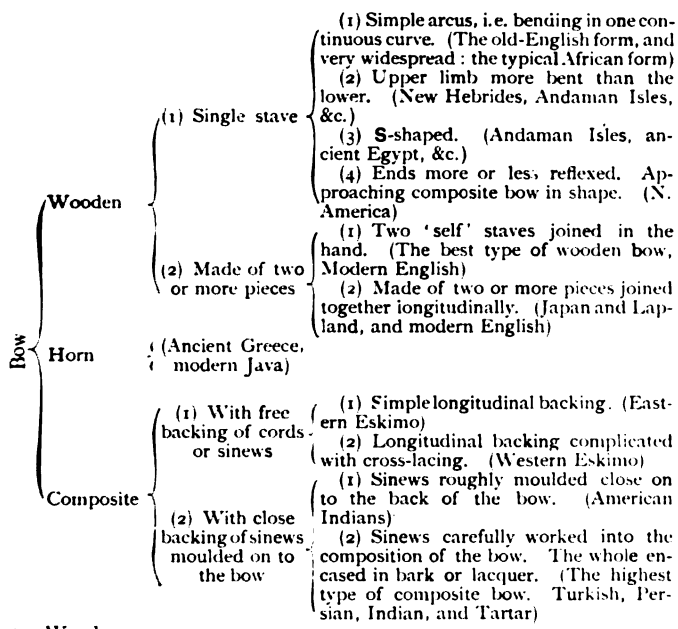 (1) Simple arcus, i.e. bending in one con-
tinuous curve. (The old-English form, and
very widespread : the typical African form)
(2) Upper limb more bent than the
lower. (New Hebrides, Andaman Isles,
&c.)
(1) Single stave
(3) S-shaped. (Andaman Isles, an-
cient Egypt, &c.)
(4) Ends more or less reflexed. Ap-
proaching composite bow in shape. (N.
America)
Wooden
(1) Two ‘self’ staves joined in the
hand. (The best type of wooden bow,
Modern English)
(2) Made of two
or more pieces
(2) Made of two or more pieces joined
together longitudinally. (Japan and Lap-
land, and modern English)
Bow
Horn
(Ancient Greece,
modern Java)
(1) With free
backing of cords
or sinews
(1) Simple longitudinal backing. (East-
ern Eskimo)
(2) Longitudinal backing complicated
with cross-lacing. (Western Eskimo)
Composite
(2) With close
backing of sinews
moulded on to
the bow
(1) Sinews roughly moulded close on
to the back of the bow. (American
Indians)
(2) Sinews carefully worked into the
composition of the bow. The whole en-
cased in bark or lacquer. (The highest
type of composite bow. Turkish, Per-
sian, Indian, and Tartar)